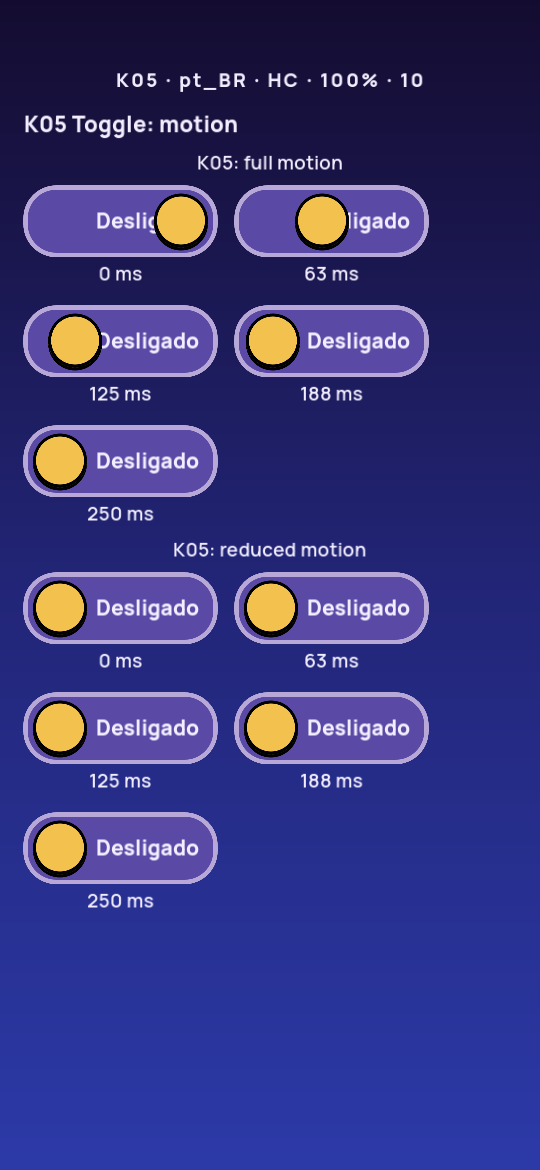 K05 · pt_BR · HC · 100% · 10
K05 Toggle: motion
K05: full motion
Deslig
ligado
0 ms
63 ms
Desligado
Desligado
125 ms
188 ms
Desligado
250 ms
K05: reduced motion
Desligado
Desligado
0 ms
63 ms
Desligado
Desligado
125 ms
188 ms
Desligado
250 ms